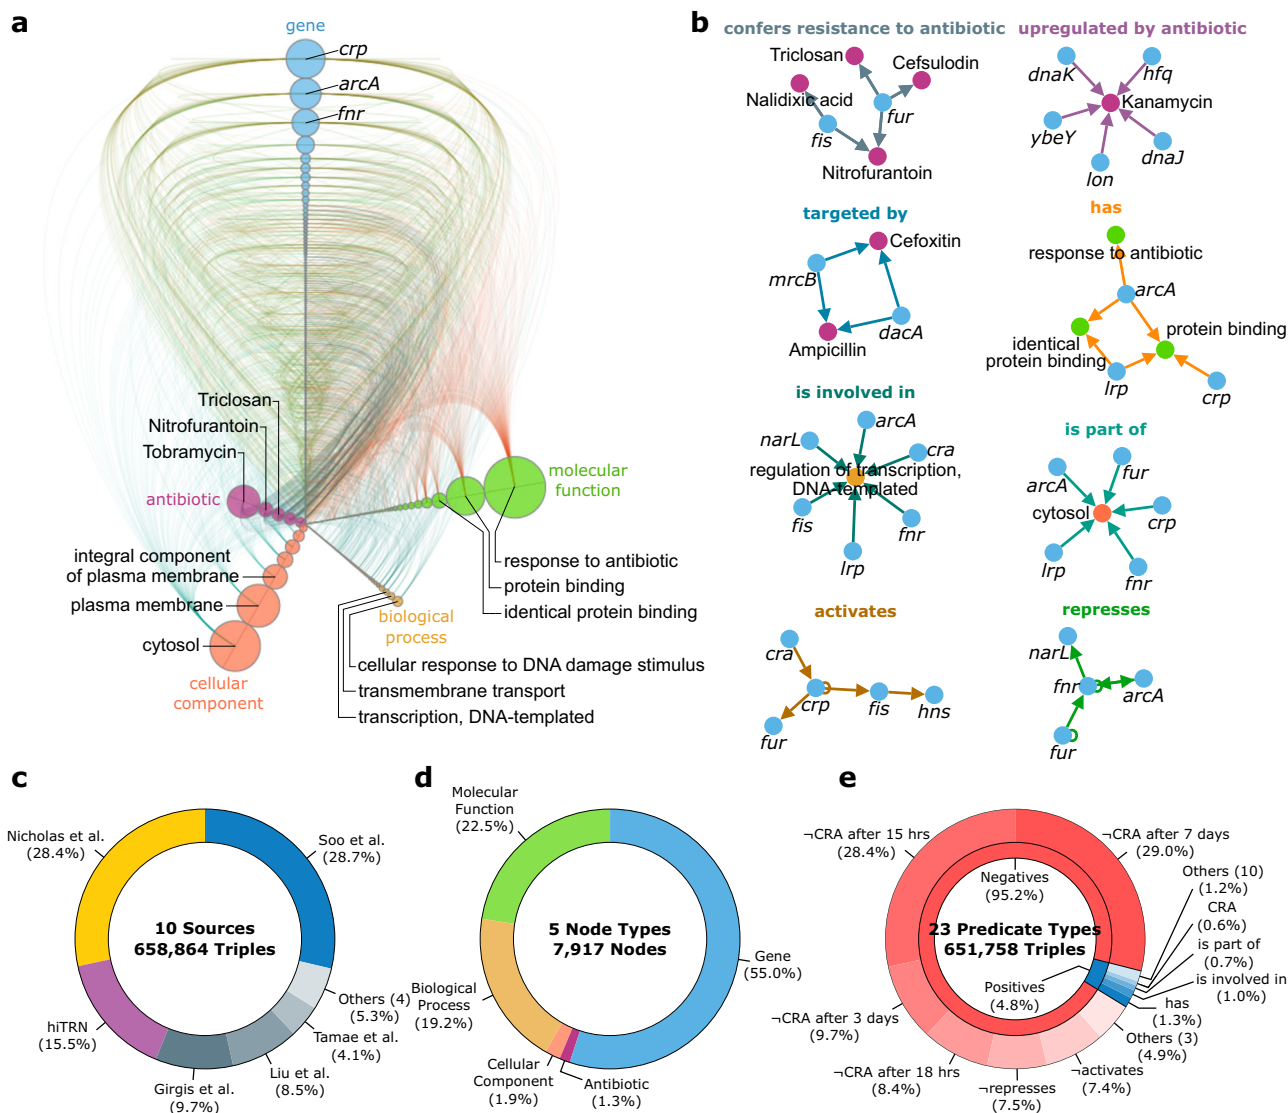 a
gene
crp
arcA
fnr
Triclosan
Nitrofurantoin
Tobramycin
antibiotic
molecular
function
integral component
of plasma membrane
plasma membrane
cytosol
cellular
component
biological
process
response to antibiotic
protein binding
identical protein binding
cellular response to DNA damage stimulus
transmembrane transport
transcription, DNA-templated
b
confers resistance to antibiotic
Triclosan
Cefsulodin
Nalidixic acid
fur
fis
Nitrofurantoin
upregulated by antibiotic
dnaK
hfq
Kanamycin
ybeY
dnaJ
lon
targeted by
Cefoxitin
mrcB
dacA
Ampicillin
has
response to antibiotic
arcA
protein binding
identical
protein binding
lrp
crp
is involved in
arcA
narL
cra
regulation of transcription,
DNA-templated
fis
fnr
lrp
is part of
fur
arcA
cytosol
crp
lrp
fnr
activates
cra
crp
fis
hns
fur
represses
narL
fnr
arcA
fur
c
Nicholas et al.
(28.4%)
Soo et al.
(28.7%)
10 Sources
658,864 Triples
Others (4)
(5.3%)
Tamae et al.
(4.1%)
hiTRN
(15.5%)
Liu et al.
(8.5%)
Girgis et al.
(9.7%)
d
Molecular
Function
(22.5%)
5 Node Types
7,917 Nodes
Gene
(55.0%)
Biological
Process
(19.2%)
Cellular
Component
(1.9%)
Antibiotic
(1.3%)
e
¬CRA after 15 hrs
(28.4%)
¬CRA after 7 days
(29.0%)
Negatives
(95.2%)
Others (10)
(1.2%)
CRA
(0.6%)
23 Predicate Types
651,758 Triples
is part of
(0.7%)
is involved in
(1.0%)
Positives
(4.8%)
has
(1.3%)
¬CRA after 3 days
(9.7%)
Others (3)
(4.9%)
¬CRA after 18 hrs
(8.4%)
¬activates
(7.4%)
¬represses
(7.5%)